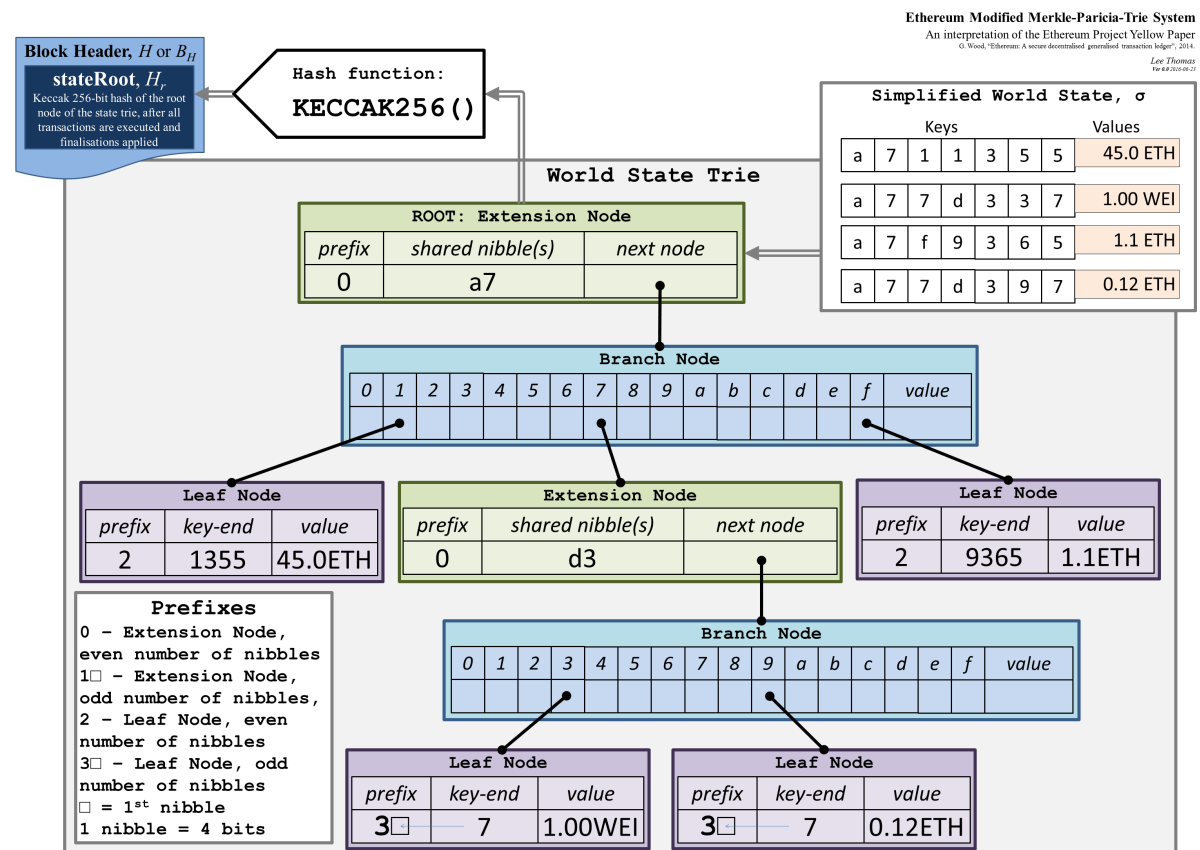 Ethereum Modified Merkle-Paricia-Trie System
An interpretation of the Ethereum Project Yellow Paper
G. Wood, "Ethereum: A secure decentralised generalised transaction ledger", 2014.
Lee Thomas
Ver 0.0 2016-06-23
Block Header, H or B_H
stateRoot, H_r
Keccak 256-bit hash of the root
node of the state trie, after all
transactions are executed and
finalisations applied
Hash function:
KECCAK256()
Simplified World State, σ
Keys Values
a 7 1 1 3 5 5 45.0 ETH
a 7 7 d 3 3 7 1.00 WEI
a 7 f 9 3 6 5 1.1 ETH
a 7 7 d 3 9 7 0.12 ETH
World State Trie
ROOT: Extension Node
prefix shared nibble(s) next node
0 a7
Branch Node
0 1 2 3 4 5 6 7 8 9 a b c d e f value
Leaf Node
prefix key-end value
2 1355 45.0ETH
Extension Node
prefix shared nibble(s) next node
0 d3
Leaf Node
prefix key-end value
2 9365 1.1ETH
Prefixes
0 – Extension Node,
even number of nibbles
1□ – Extension Node,
odd number of nibbles,
2 – Leaf Node, even
number of nibbles
3□ – Leaf Node, odd
number of nibbles
□ = 1st nibble
1 nibble = 4 bits
Branch Node
0 1 2 3 4 5 6 7 8 9 a b c d e f value
Leaf Node
prefix key-end value
3□ 7 1.00WEI
Leaf Node
prefix key-end value
3□ 7 0.12ETH